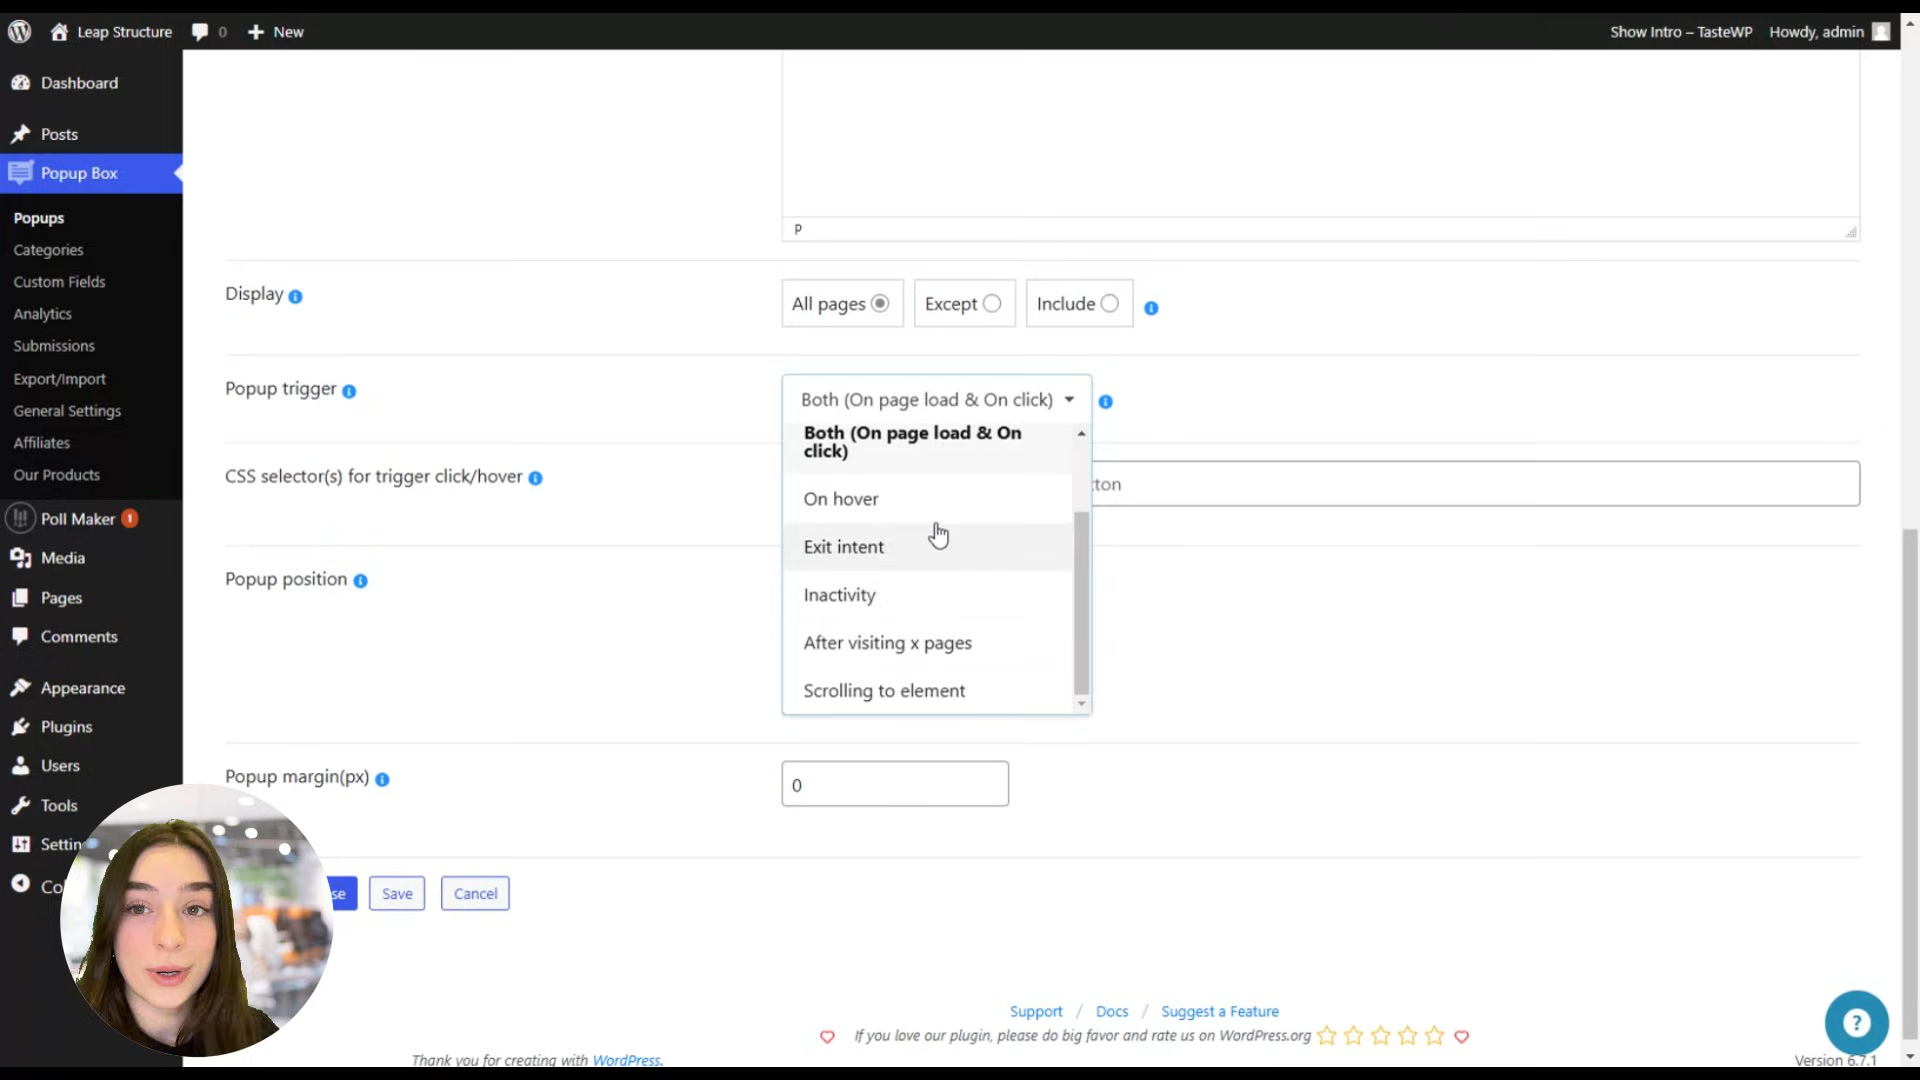 Leap Structure
0
New
Show Intro – TasteWP
Howdy, admin
Dashboard
Posts
Popup Box
Popups
Categories
Custom Fields
Analytics
Submissions
Export/Import
General Settings
Affiliates
Our Products
Poll Maker 1
Media
Pages
Comments
Appearance
Plugins
Users
Tools
P
Display
All pages
Except
Include
Popup trigger
Both (On page load & On click)
Both (On page load & On
click)
On hover
Exit intent
Inactivity
After visiting x pages
Scrolling to element
CSS selector(s) for trigger click/hover
Popup position
Popup margin(px)
0
Save
Cancel
Support / Docs / Suggest a Feature
If you love our plugin, please do big favor and rate us on WordPress.org
Thank you for creating with WordPress.
Version 6.7.1